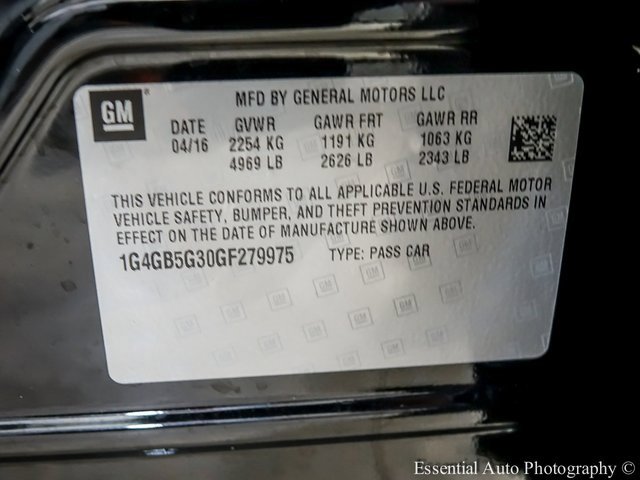 GM
MFD BY GENERAL MOTORS LLC
DATE GVWR GAWR FRT GAWR RR
04/16 2254 KG 1191 KG 1063 KG
4969 LB 2626 LB 2343 LB
THIS VEHICLE CONFORMS TO ALL APPLICABLE U.S. FEDERAL MOTOR
VEHICLE SAFETY, BUMPER, AND THEFT PREVENTION STANDARDS IN
EFFECT ON THE DATE OF MANUFACTURE SHOWN ABOVE.
1G4GB5G30GF279975 TYPE: PASS CAR
Essential Auto Photography ©